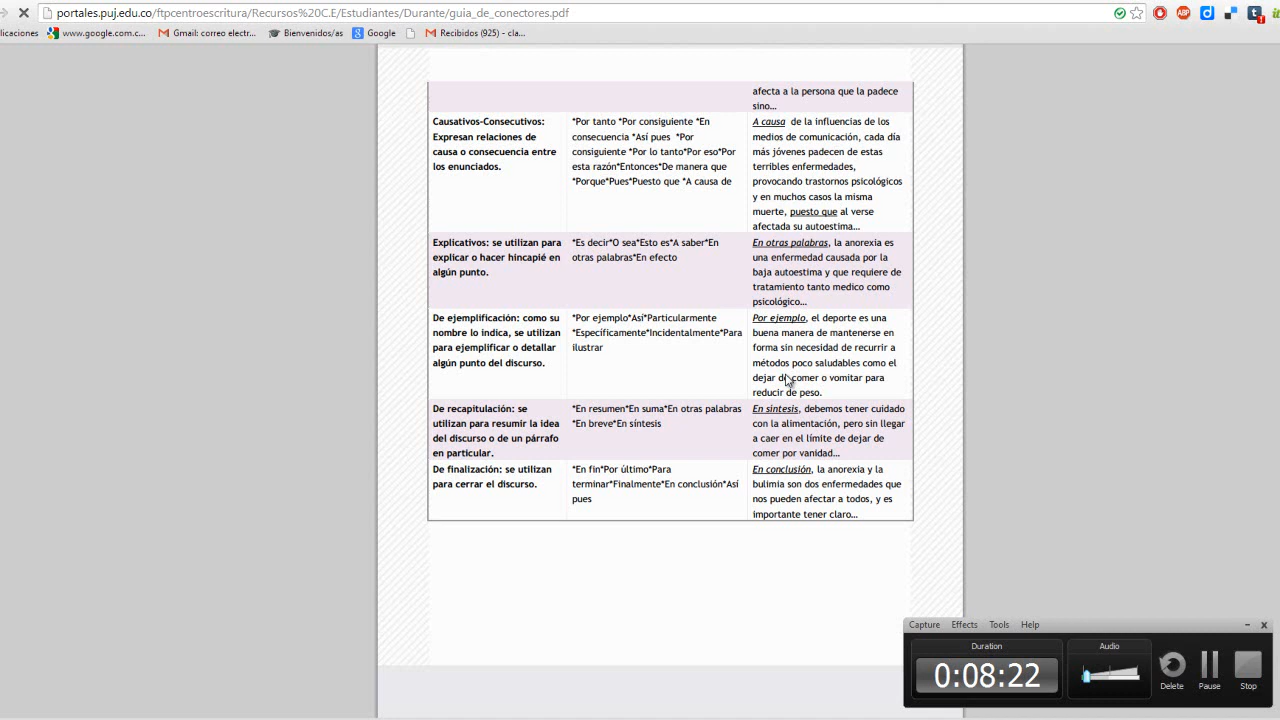 portales.puj.edu.co/ftpcentroescritura/Recursos%20C.E/Estudiantes/Durante/guia_de_conectores.pdf
licaciones
www.google.com.c...
Gmail: correo electr...
Bienvenidos/as
Google
Recibidos (925) - cla...
afecta a la persona que la padece
sino…
Causativos-Consecutivos:
Expresan relaciones de
causa o consecuencia entre
los enunciados.
*Por tanto *Por consiguiente *En
consecuencia *Así pues *Por
consiguiente *Por lo tanto*Por eso*Por
esta razón*Entonces*De manera que
*Porque*Pues*Puesto que *A causa de
A causa de la influencias de los
medios de comunicación, cada día
más jóvenes padecen de estas
terribles enfermedades,
provocando trastornos psicológicos
y en muchos casos la misma
muerte, puesto que al verse
afectada su autoestima…
Explicativos: se utilizan para
explicar o hacer hincapié en
algún punto.
*Es decir*O sea*Esto es*A saber*En
otras palabras*En efecto
En otras palabras, la anorexia es
una enfermedad causada por la
baja autoestima y que requiere de
tratamiento tanto medico como
psicológico…
De ejemplificación: como su
nombre lo indica, se utilizan
para ejemplificar o detallar
algún punto del discurso.
*Por ejemplo*Así*Particularmente
*Específicamente*Incidentalmente*Para
ilustrar
Por ejemplo, el deporte es una
buena manera de mantenerse en
forma sin necesidad de recurrir a
métodos poco saludables como el
dejar de comer o vomitar para
reducir de peso.
De recapitulación: se
utilizan para resumir la idea
del discurso o de un párrafo
en particular.
*En resumen*En suma*En otras palabras
*En breve*En síntesis
En síntesis, debemos tener cuidado
con la alimentación, pero sin llegar
a caer en el límite de dejar de
comer por vanidad…
De finalización: se utilizan
para cerrar el discurso.
*En fin*Por último*Para
terminar*Finalmente*En conclusión*Así
pues
En conclusión, la anorexia y la
bulimia son dos enfermedades que
nos pueden afectar a todos, y es
importante tener claro…
Capture Effects Tools Help
Duration
0:08:22
Audio
Delete
Pause
Stop